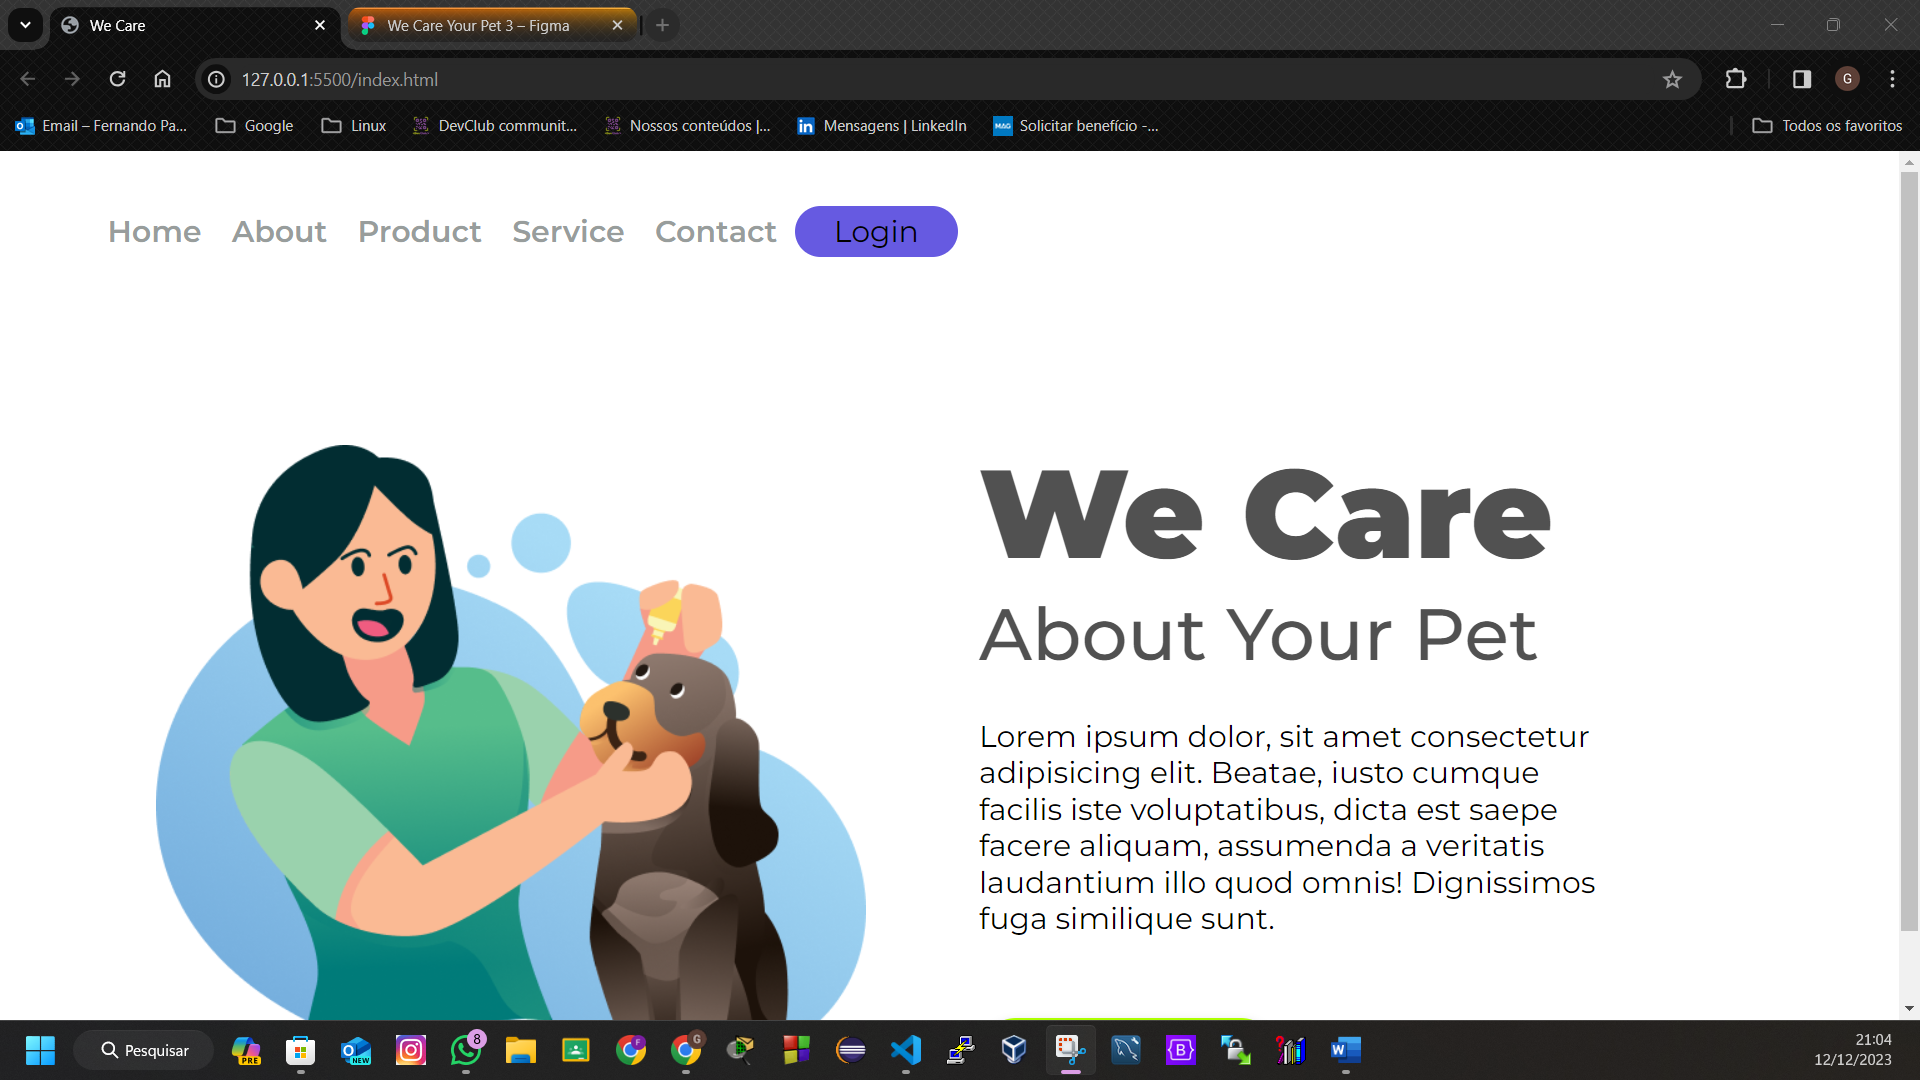 We Care
We Care Your Pet 3 – Figma
127.0.0.1:5500/index.html
G
Email – Fernando Pa...
Google
Linux
DevClub communit...
Nossos conteúdos |...
Mensagens | LinkedIn
MAG
Solicitar benefício -...
Todos os favoritos
Home
About
Product
Service
Contact
Login
We Care
About Your Pet
Lorem ipsum dolor, sit amet consectetur
adipisicing elit. Beatae, iusto cumque
facilis iste voluptatibus, dicta est saepe
facere aliquam, assumenda a veritatis
laudantium illo quod omnis! Dignissimos
fuga similique sunt.
Pesquisar
PRE
NEW
8
F
G
B
W
21:04
12/12/2023